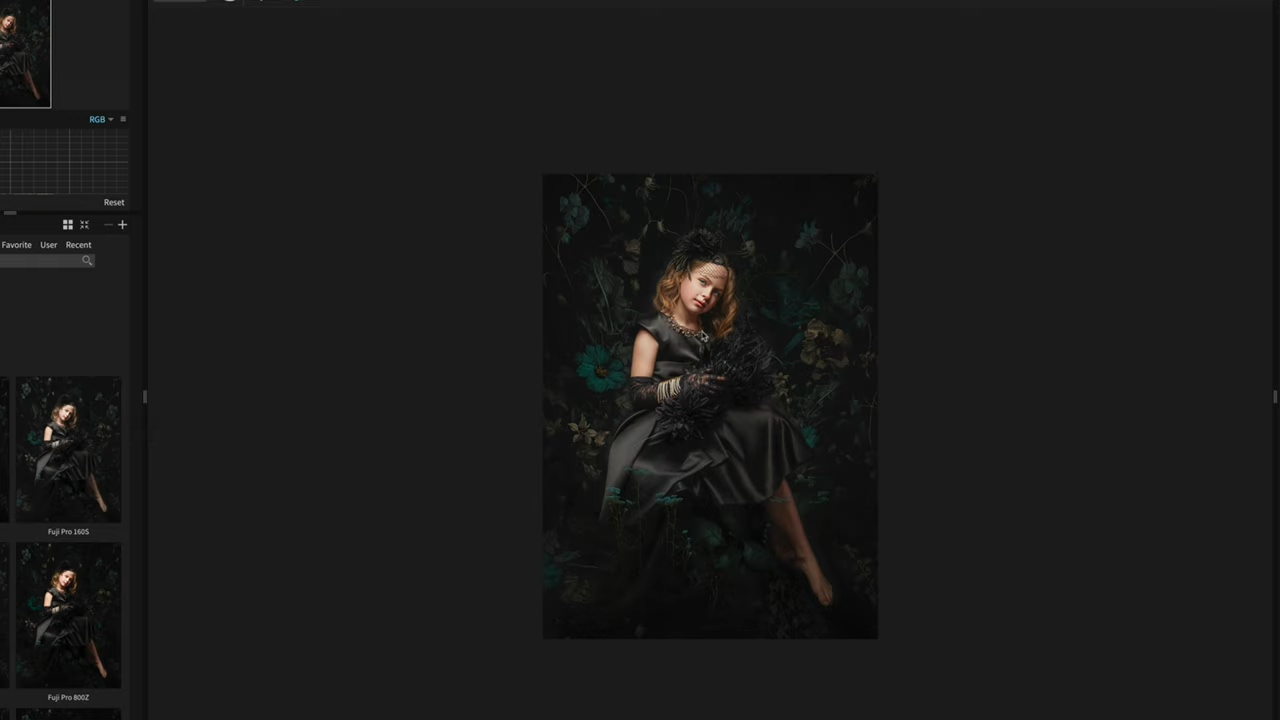 RGB
Reset
Favorite User Recent
Fuji Pro 160S
Fuji Pro 800Z